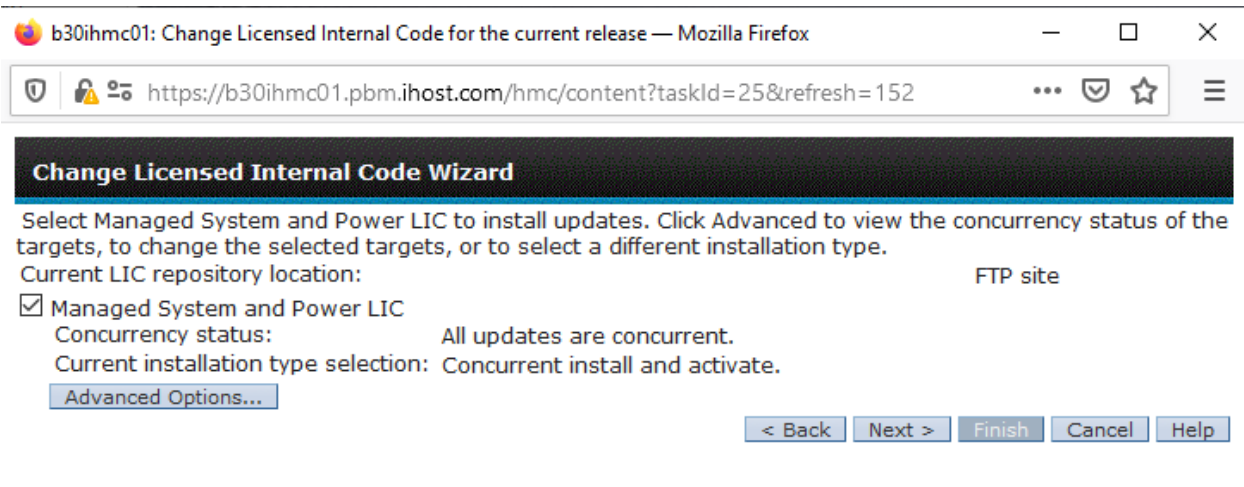 b30ihmc01: Change Licensed Internal Code for the current release — Mozilla Firefox
https://b30ihmc01.pbm.ihost.com/hmc/content?taskId=25&refresh=152
Change Licensed Internal Code Wizard
Select Managed System and Power LIC to install updates. Click Advanced to view the concurrency status of the
targets, to change the selected targets, or to select a different installation type.
Current LIC repository location: FTP site
Managed System and Power LIC
Concurrency status: All updates are concurrent.
Current installation type selection: Concurrent install and activate.
Advanced Options...
< Back Next > Finish Cancel Help